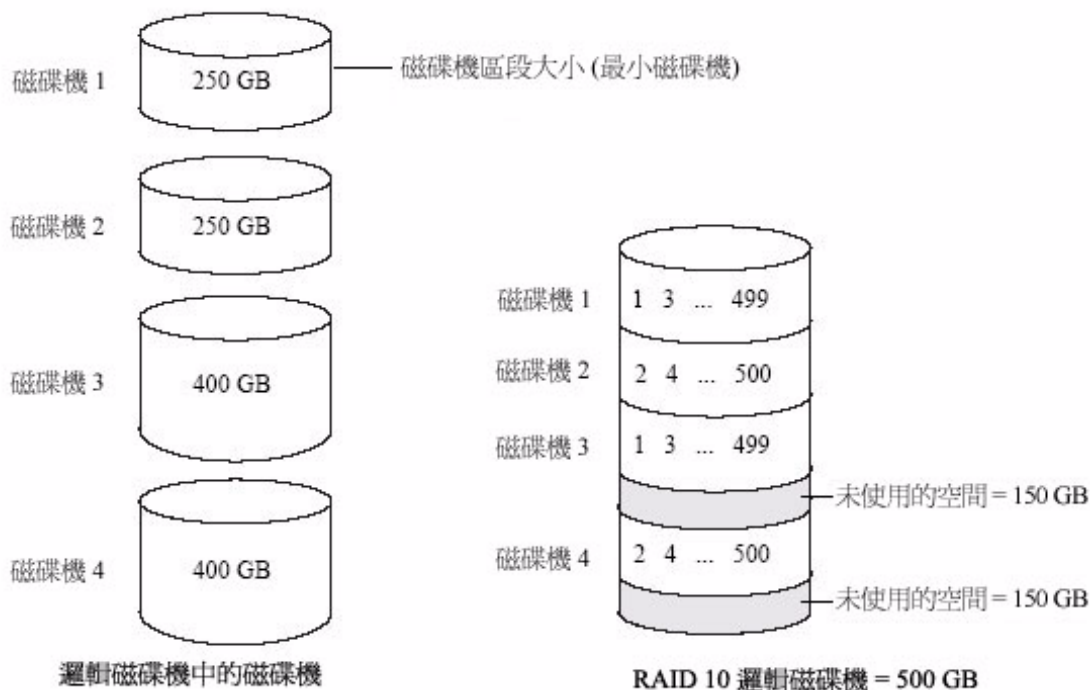 磁碟機 1
250 GB
磁碟機區段大小 (最小磁碟機)
磁碟機 2
250 GB
磁碟機 3
400 GB
磁碟機 4
400 GB
邏輯磁碟機中的磁碟機
磁碟機 1
1 3 ... 499
磁碟機 2
2 4 ... 500
磁碟機 3
1 3 ... 499
未使用的空間 = 150 GB
磁碟機 4
2 4 ... 500
未使用的空間 = 150 GB
RAID 10 邏輯磁碟機 = 500 GB